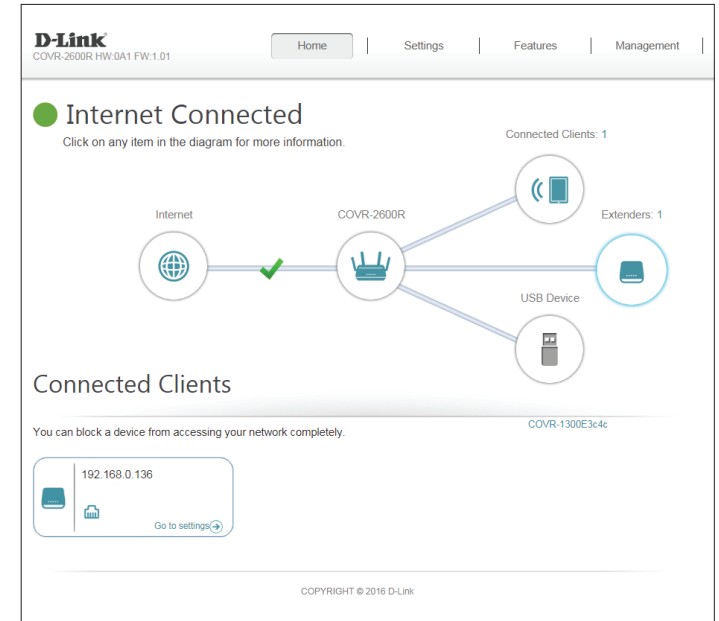 D-Link
COVR-2600R HW:0A1 FW:1.01
Home
Settings
Features
Management
Internet Connected
Click on any item in the diagram for more information.
Connected Clients: 1
Internet
COVR-2600R
Extenders: 1
USB Device
Connected Clients
COVR-1300E3c4c
You can block a device from accessing your network completely.
192.168.0.136
Go to settings
COPYRIGHT © 2016 D-Link